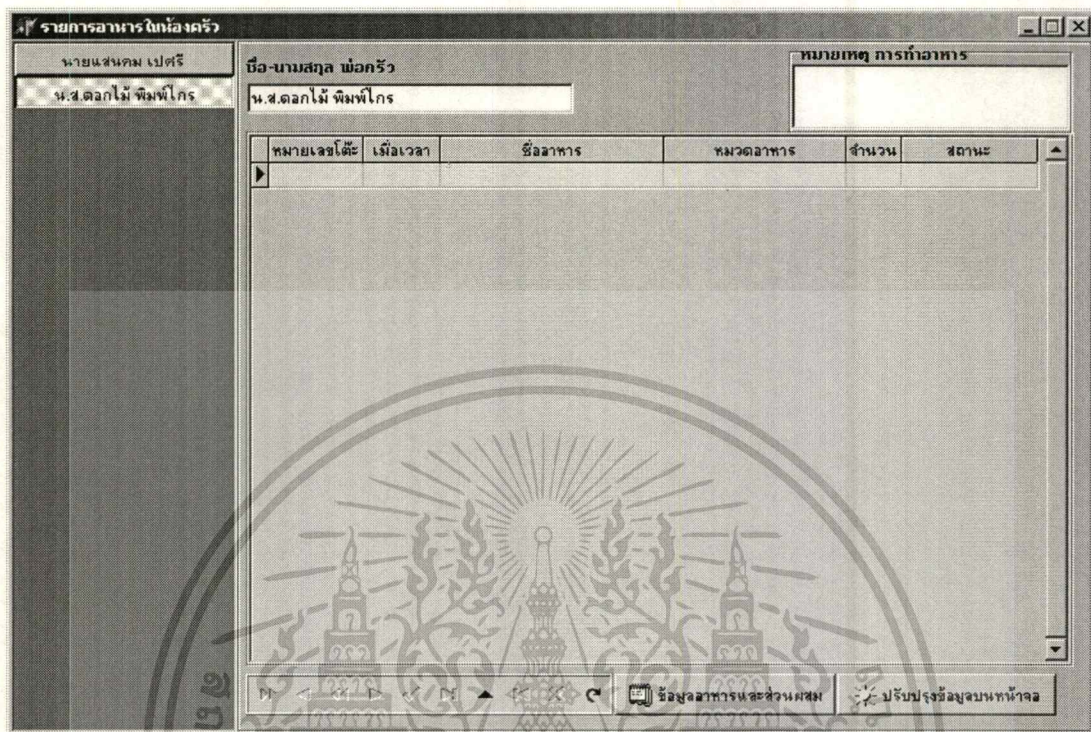 รายการอาหารในห้องครัว
นายแสนคม เปศรี
น.ส.ดอกไม้ พิมพ์ไกร
ชื่อ-นามสกุล พ่อครัว
น.ส.ดอกไม้ พิมพ์ไกร
หมายเหตุ การทำอาหาร
หมายเลขโต๊ะ เมื่อเวลา ชื่ออาหาร หมวดอาหาร จำนวน สถานะ
ข้อมูลอาหารและส่วนผสม ปรับปรุงข้อมูลบนหน้าจอ